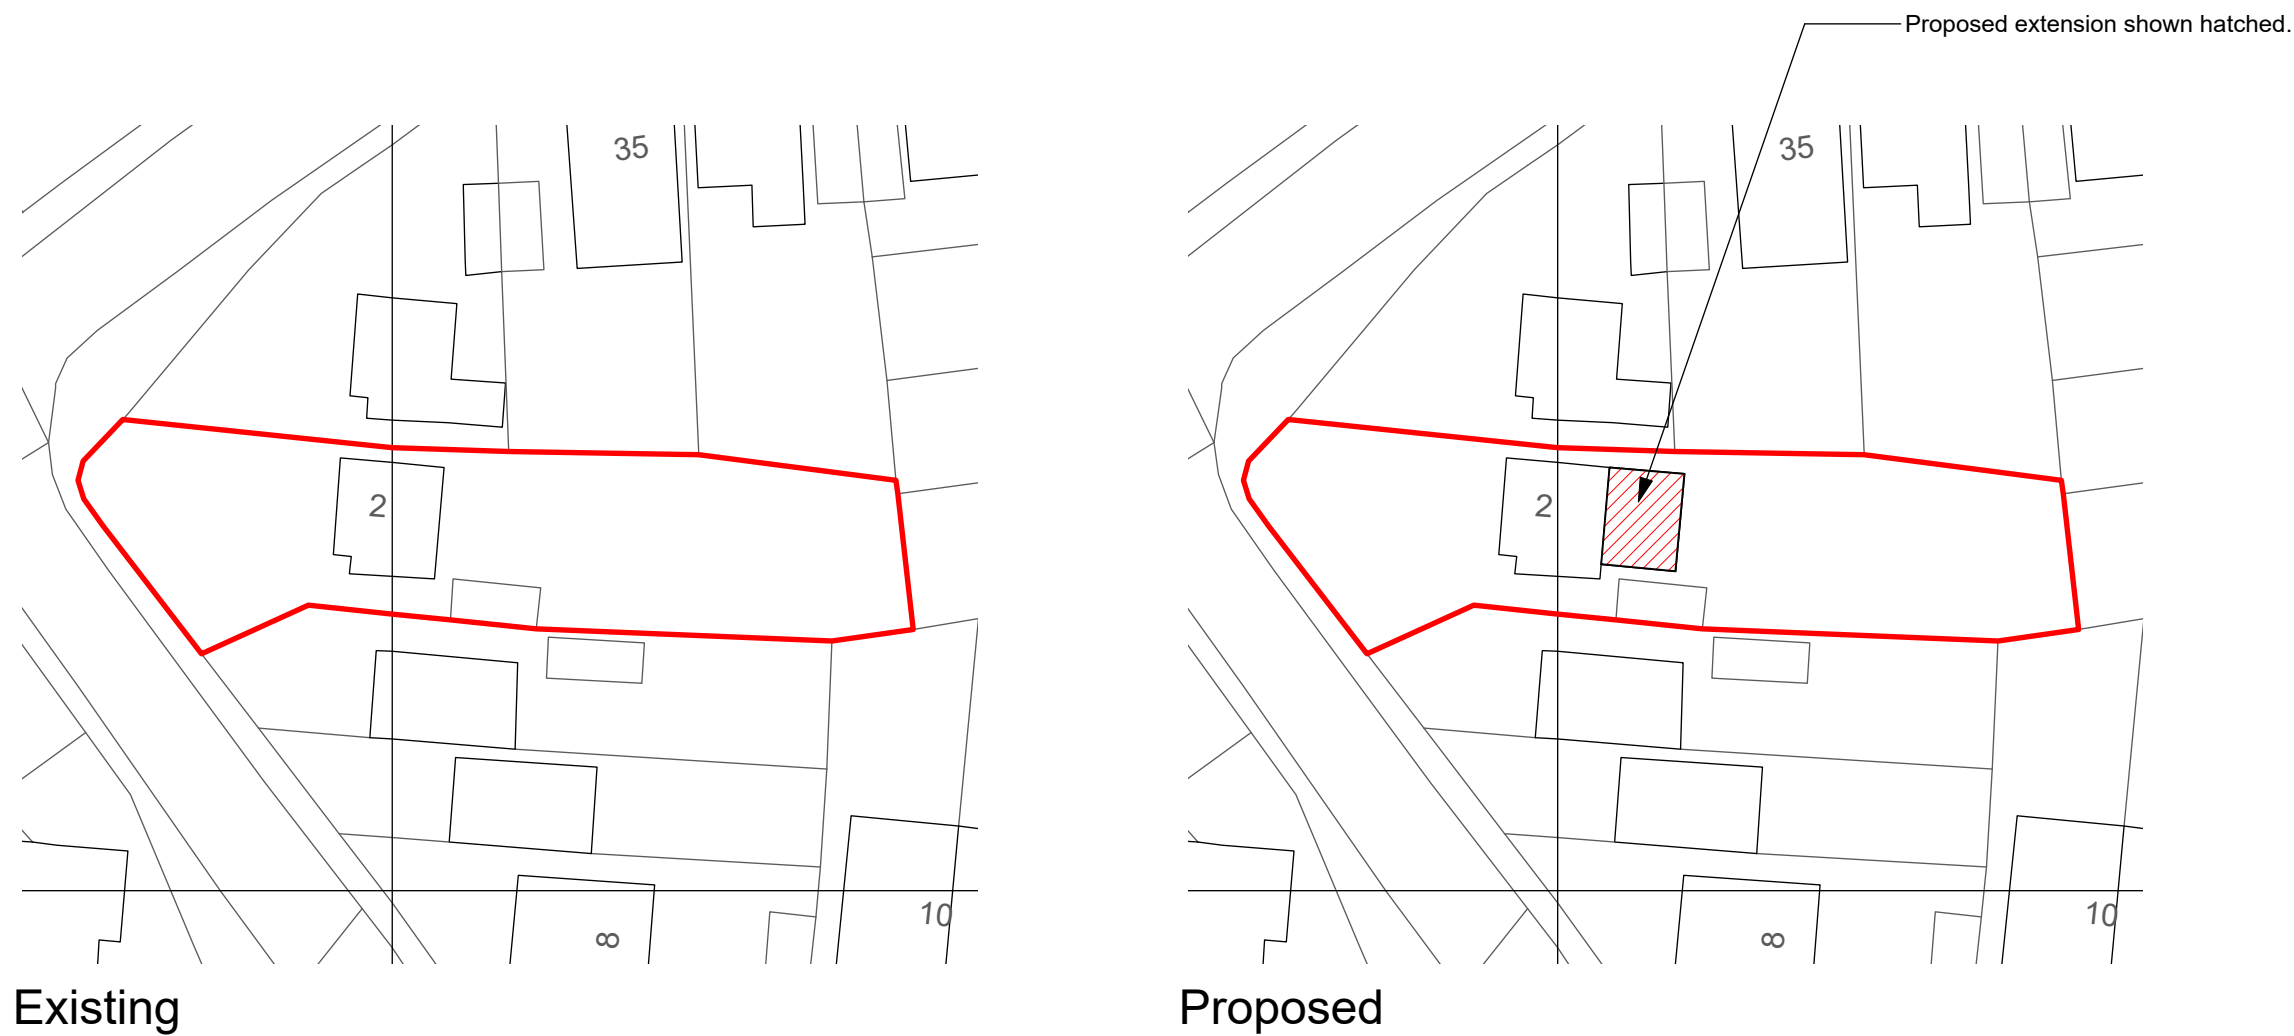 Proposed extension shown hatched.
35
35
2
2
10
10
8
8
Existing
Proposed